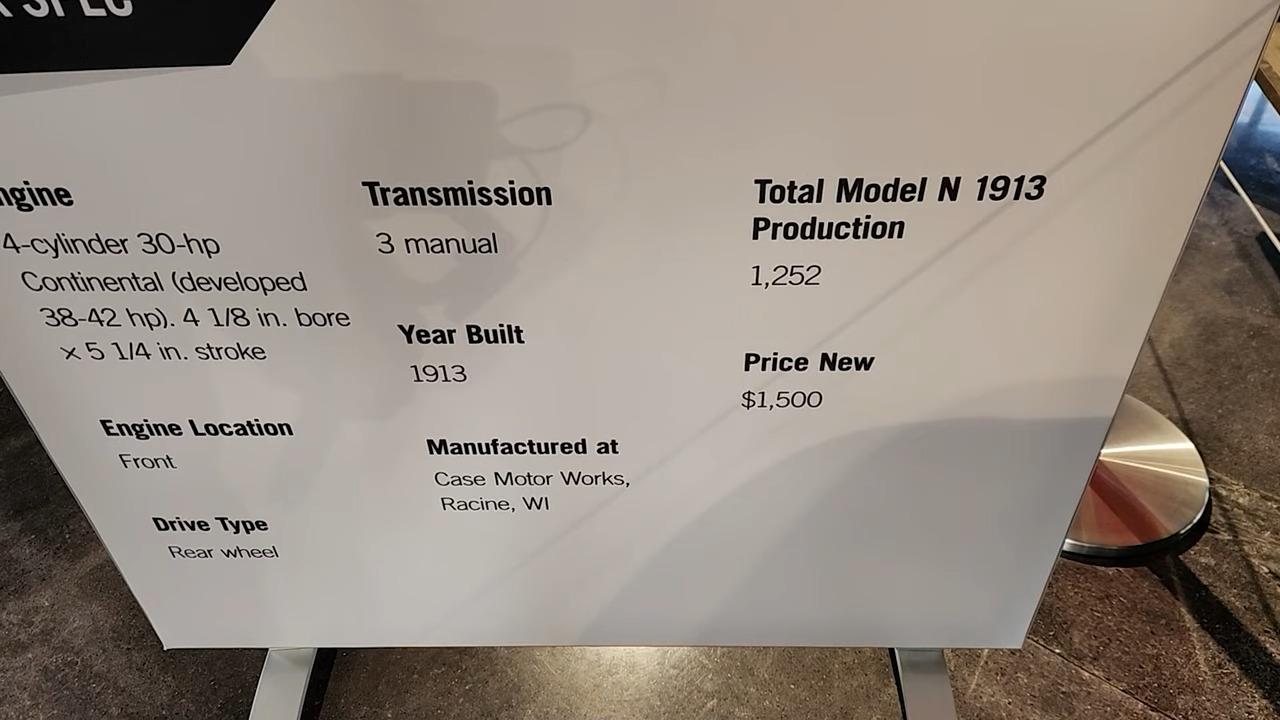 SPEC
4-cylinder 30-hp
Continental (developed
38-42 hp). 4 1/8 in. bore
x 5 1/4 in. stroke
Engine Location
Front
Drive Type
Rear wheel
Transmission
3 manual
Year Built
1913
Manufactured at
Case Motor Works,
Racine, WI
Total Model N 1913
Production
1,252
Price New
$1,500